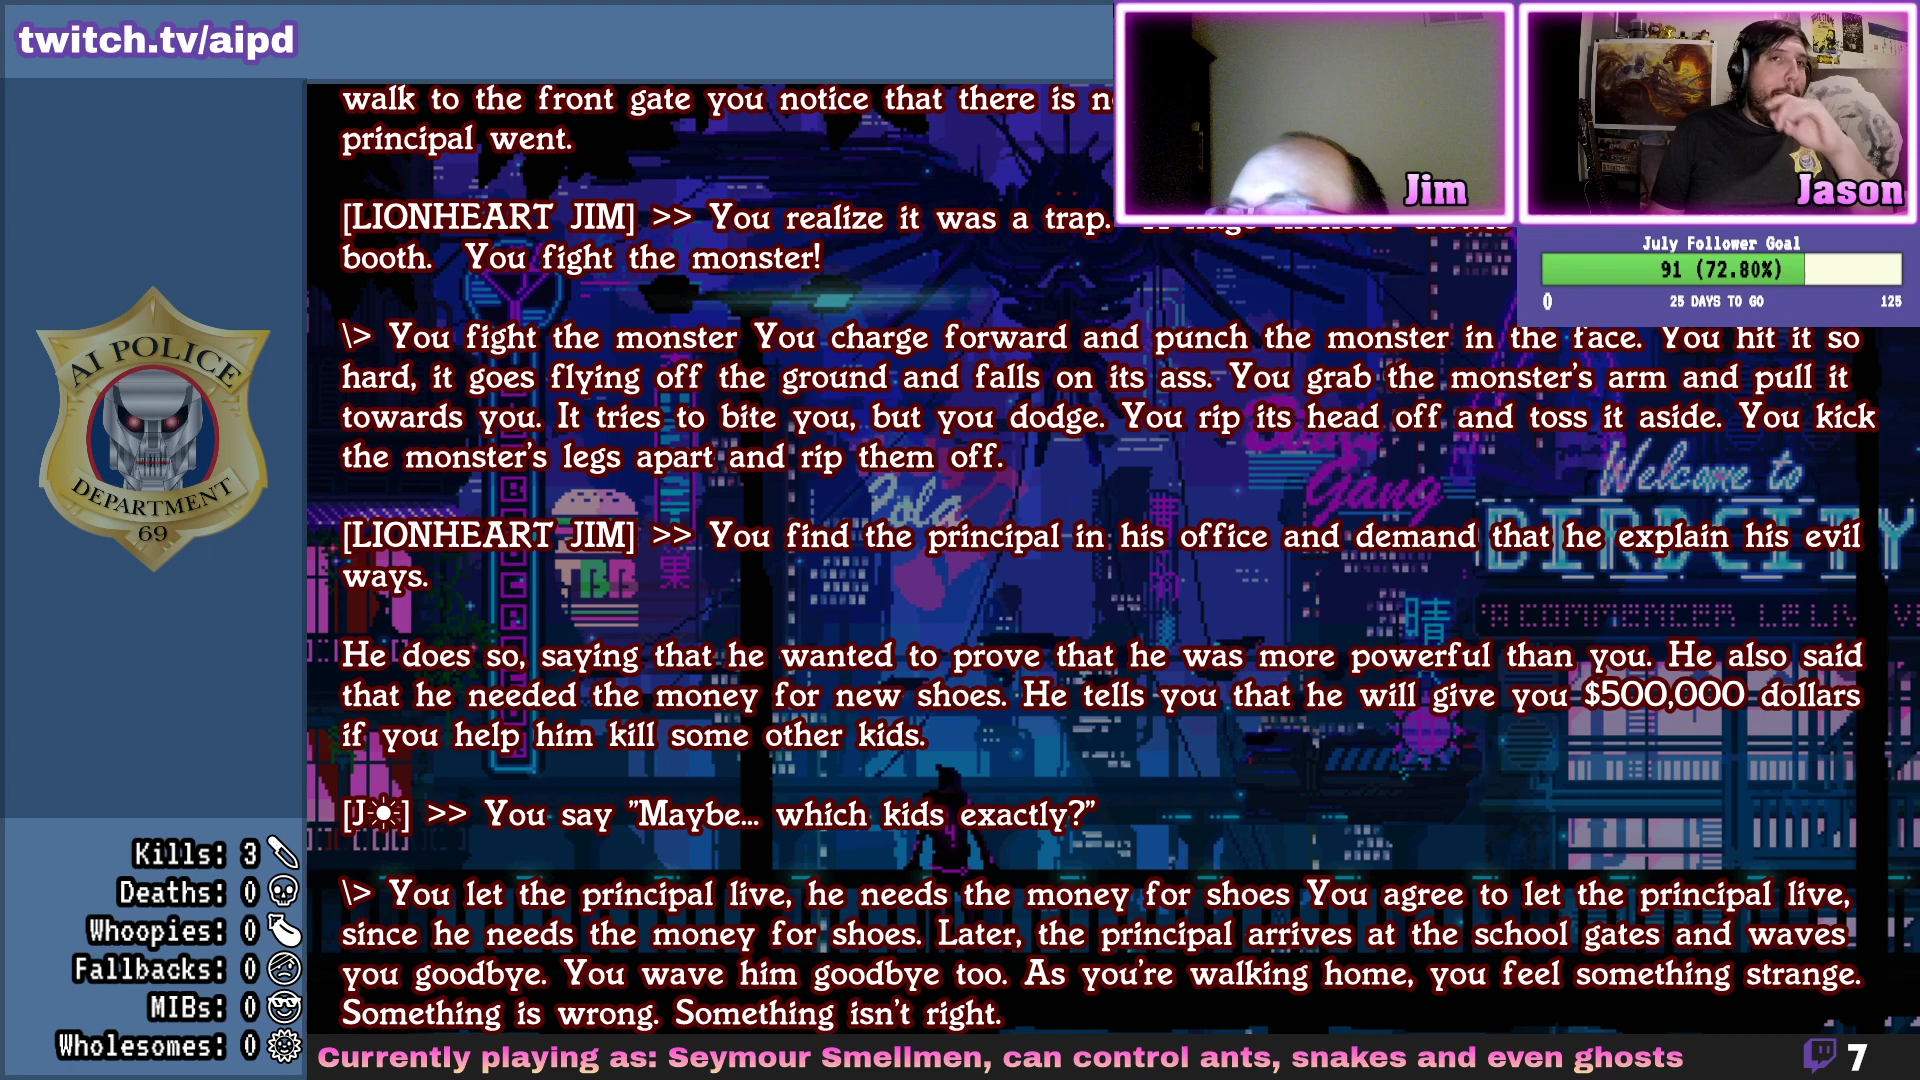 twitch.tv/aipd
walk to the front gate you notice that there is
principal went.
[LIONHEART JIM] >> You realize it was a trap. A huge monster crawls
booth. You fight the monster!
Jim
Jason
July Follower Goal
91 (72.80%)
0 25 DAYS TO GO 125
\> You fight the monster You charge forward and punch the monster in the face. You hit it so
hard, it goes flying off the ground and falls on its ass. You grab the monster's arm and pull it
towards you. It tries to bite you, but you dodge. You rip its head off and toss it aside. You kick
the monster's legs apart and rip them off.
[LIONHEART JIM] >> You find the principal in his office and demand that he explain his evil
ways.
He does so, saying that he wanted to prove that he was more powerful than you. He also said
that he needed the money for new shoes. He tells you that he will give you $500,000 dollars
if you help him kill some other kids.
[J☀] >> You say "Maybe... which kids exactly?"
\> You let the principal live, he needs the money for shoes You agree to let the principal live,
since he needs the money for shoes. Later, the principal arrives at the school gates and waves
you goodbye. You wave him goodbye too. As you're walking home, you feel something strange.
Something is wrong. Something isn't right.
AI POLICE
DEPARTMENT
69
Kills: 3
Deaths: 0
Whoopies: 0
Fallbacks: 0
MIBs: 0
Wholesomes: 0
Welcome to
BIRDCITY
Gang
Pola
BB
晴
Currently playing as: Seymour Smellmen, can control ants, snakes and even ghosts
7